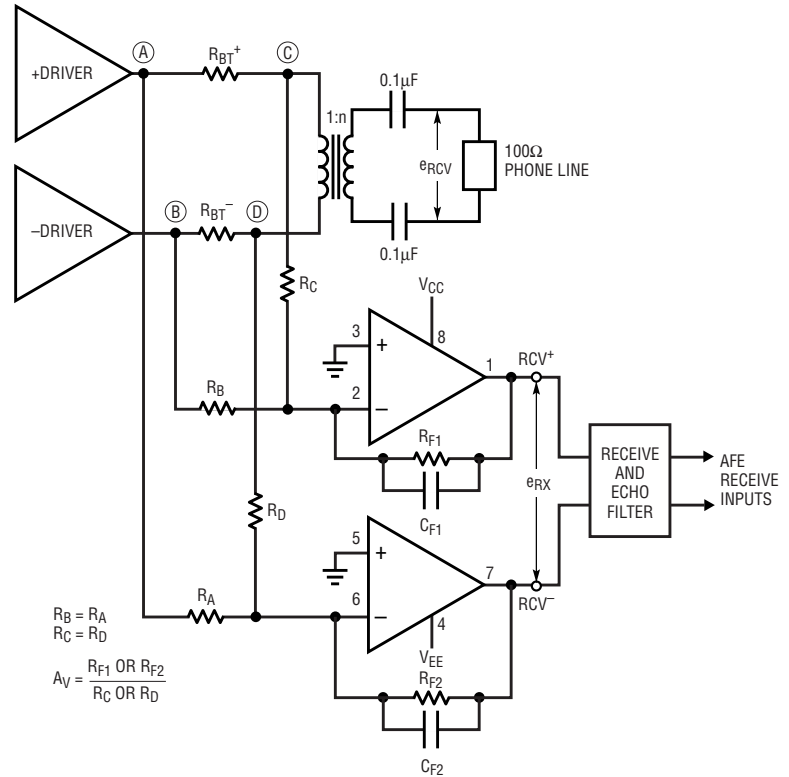 +DRIVER
A
R_BT⁺
C
1:n
0.1µF
e_RCV
100Ω
PHONE LINE
–DRIVER
B
R_BT⁻
D
0.1µF
R_C
V_CC
3
+
8
1
RCV⁺
R_B
2
–
R_F1
C_F1
e_RX
RECEIVE
AND
ECHO
FILTER
AFE
RECEIVE
INPUTS
R_D
5
+
7
R_A
6
–
4
RCV⁻
V_EE
R_F2
C_F2
R_B = R_A
R_C = R_D
A_V = R_F1 OR R_F2
R_C OR R_D